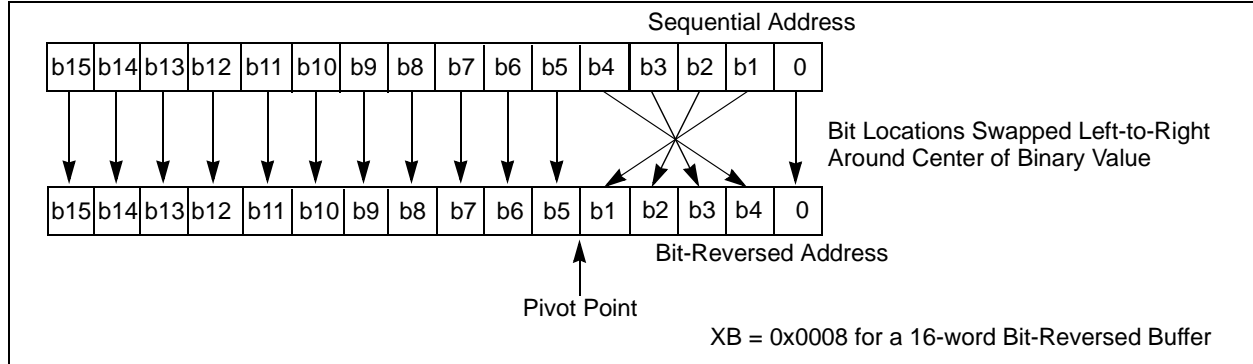 Sequential Address
b15 b14 b13 b12 b11 b10 b9 b8 b7 b6 b5 b4 b3 b2 b1 0
Bit Locations Swapped Left-to-Right
Around Center of Binary Value
b15 b14 b13 b12 b11 b10 b9 b8 b7 b6 b5 b1 b2 b3 b4 0
Bit-Reversed Address
Pivot Point
XB = 0x0008 for a 16-word Bit-Reversed Buffer